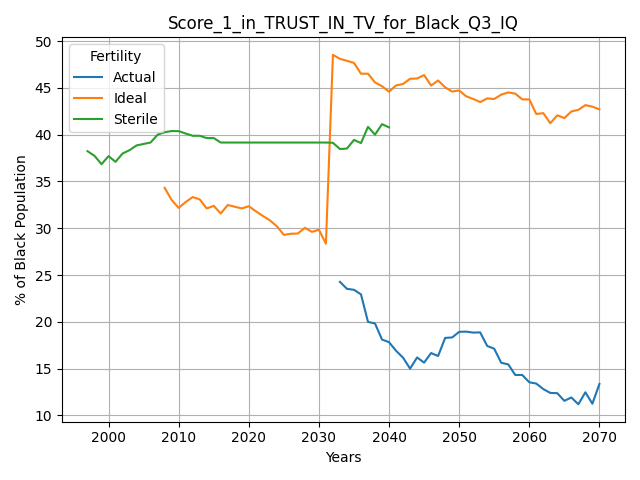 Score_1_in_TRUST_IN_TV_for_Black_Q3_IQ
Fertility
Actual
Ideal
Sterile
% of Black Population
50
45
40
35
30
25
20
15
10
2000 2010 2020 2030 2040 2050 2060 2070
Years